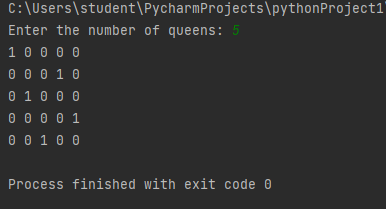 C:\Users\student\PycharmProjects\pythonProject1
Enter the number of queens: 5
1 0 0 0 0
0 0 0 1 0
0 1 0 0 0
0 0 0 0 1
0 0 1 0 0
Process finished with exit code 0